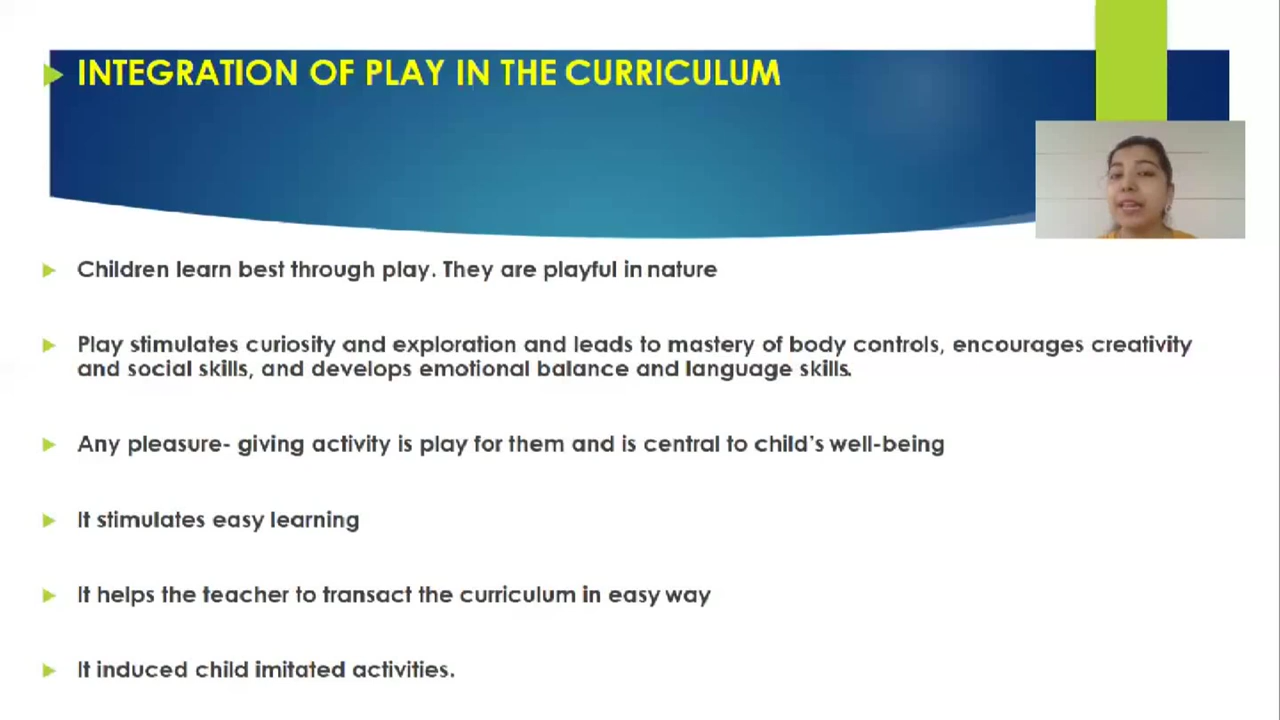 INTEGRATION OF PLAY IN THE CURRICULUM
Children learn best through play. They are playful in nature
Play stimulates curiosity and exploration and leads to mastery of body controls, encourages creativity
and social skills, and develops emotional balance and language skills.
Any pleasure- giving activity is play for them and is central to child's well-being
It stimulates easy learning
It helps the teacher to transact the curriculum in easy way
It induced child imitated activities.